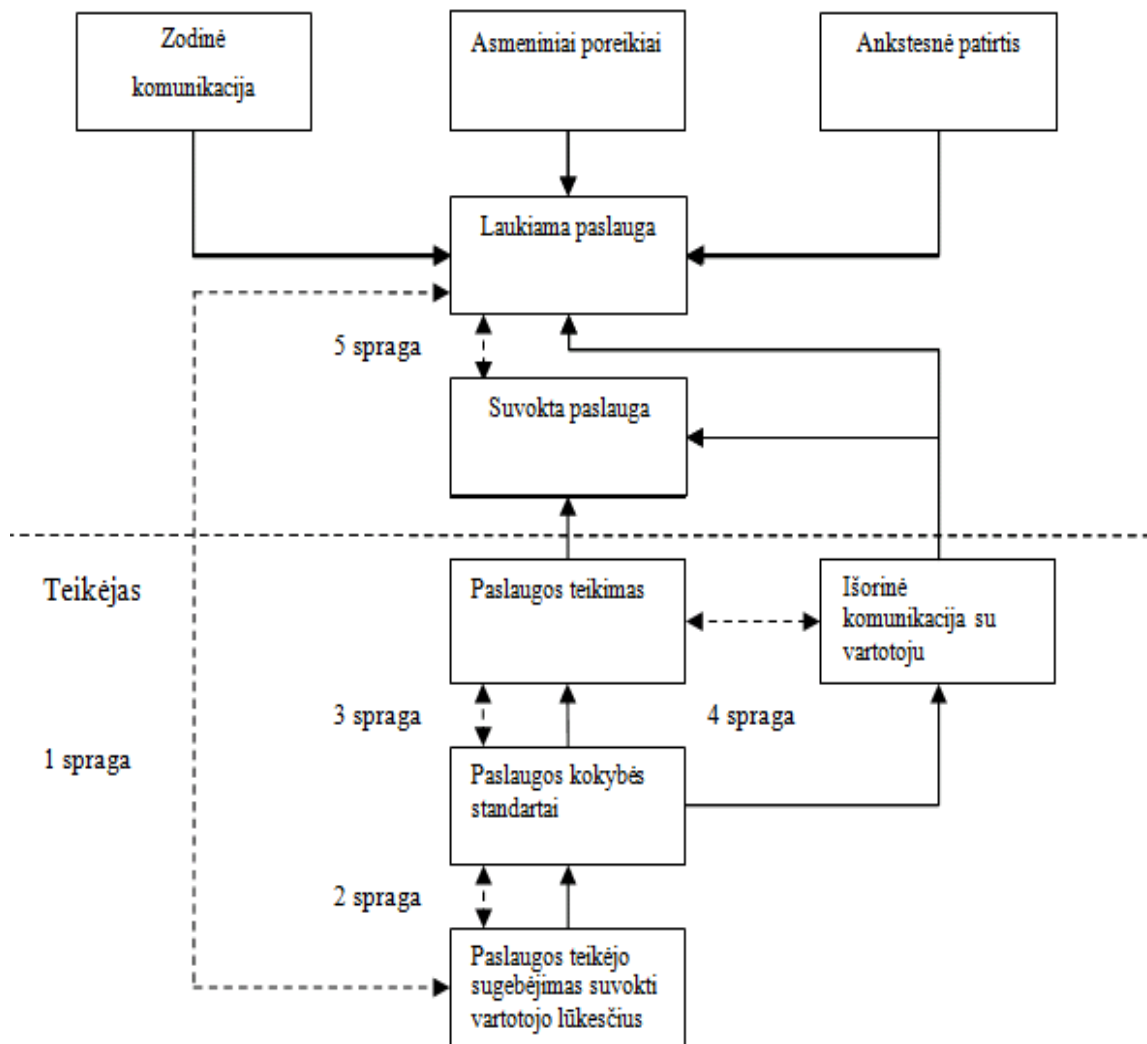 Zodinė
komunikacija
Asmeniniai poreikiai
Ankstesnė patirtis
Laukiama paslauga
5 spraga
Suvokta paslauga
Teikėjas
Paslaugos teikimas
Išorinė
komunikacija su
vartotoju
3 spraga
4 spraga
1 spraga
Paslaugos kokybės
standartai
2 spraga
Paslaugos teikėjo
sugebėjimas suvokti
vartotojo lūkesčius